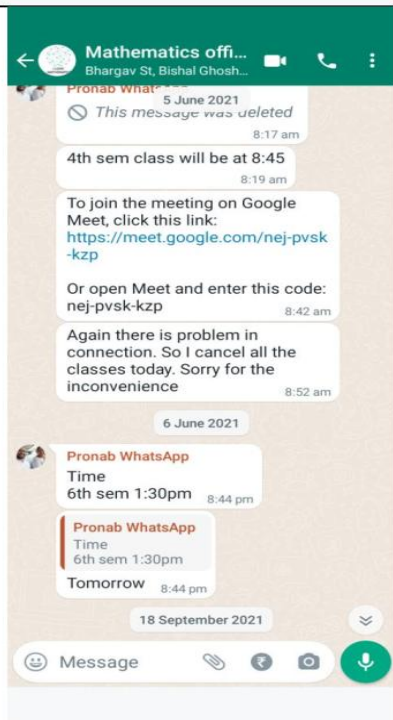 Mathematics offi...
Bhargav St, Bishal Ghosh...
Pronab What
5 June 2021
This message was deleted
8:17 am
4th sem class will be at 8:45
8:19 am
To join the meeting on Google
Meet, click this link:
https://meet.google.com/nej-pvsk
-kzp
Or open Meet and enter this code:
nej-pvsk-kzp
8:42 am
Again there is problem in
connection. So I cancel all the
classes today. Sorry for the
inconvenience
8:52 am
6 June 2021
Pronab WhatsApp
Time
6th sem 1:30pm 8:44 pm
Pronab WhatsApp
Time
6th sem 1:30pm
Tomorrow 8:44 pm
18 September 2021
Message